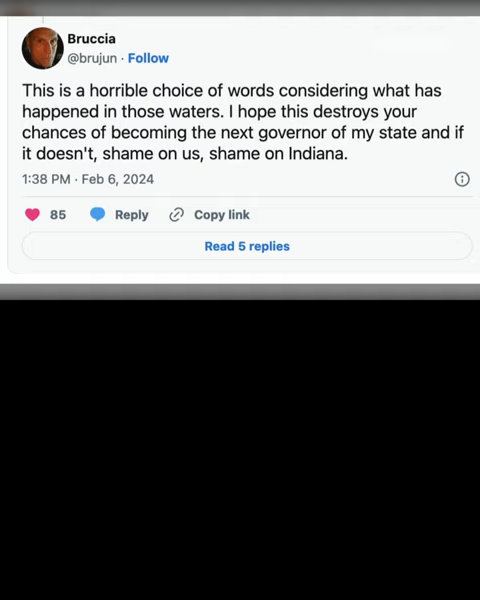 Bruccia
@brujun · Follow
This is a horrible choice of words considering what has
happened in those waters. I hope this destroys your
chances of becoming the next governor of my state and if
it doesn't, shame on us, shame on Indiana.
1:38 PM · Feb 6, 2024
85 Reply Copy link
Read 5 replies